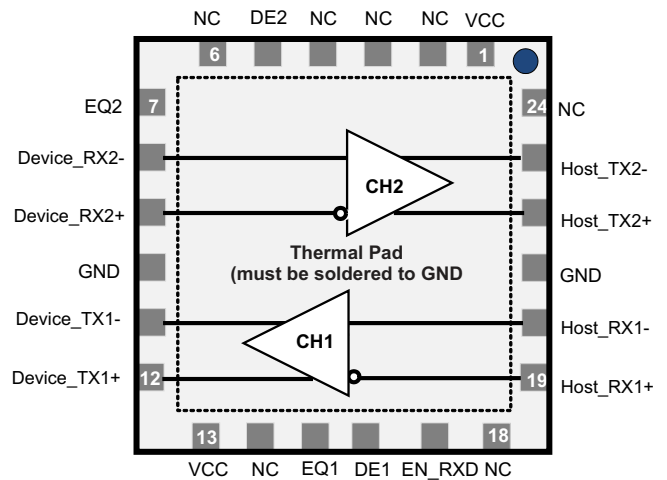 NC DE2 NC NC NC VCC
6 1
EQ2 7 24 NC
Device_RX2- Host_TX2-
CH2
Device_RX2+ Host_TX2+
Thermal Pad
(must be soldered to GND
GND GND
Device_TX1- Host_RX1-
CH1
Device_TX1+ 12 19 Host_RX1+
13 18
VCC NC EQ1 DE1 EN_RXD NC